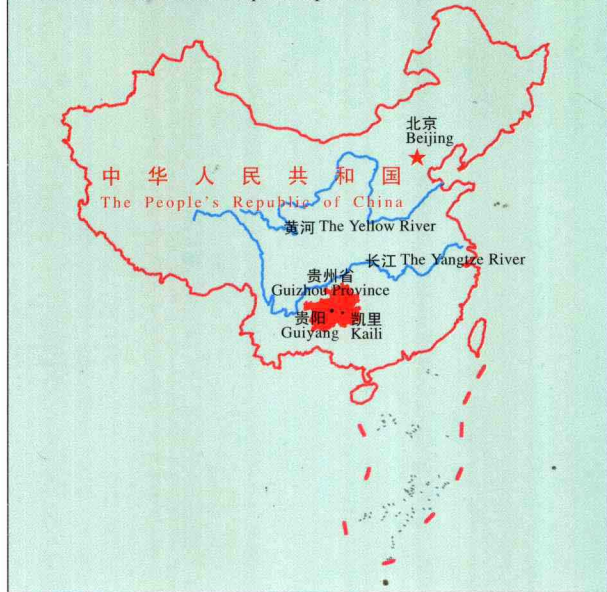 北京
Beijing
中华人民共和国
The People's Republic of China
黄河 The Yellow River
长江 The Yangtze River
贵州省
Guizhou Province
贵阳 凯里
Guiyang Kaili